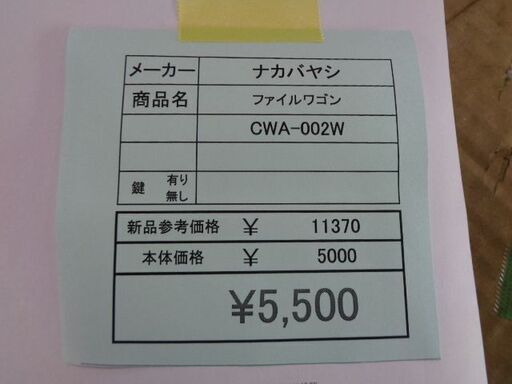 メーカー ナカバヤシ
商品名 ファイルワゴン
CWA-002W
鍵 有り 無し
新品参考価格 ¥ 11370
本体価格 ¥ 5000
¥5,500